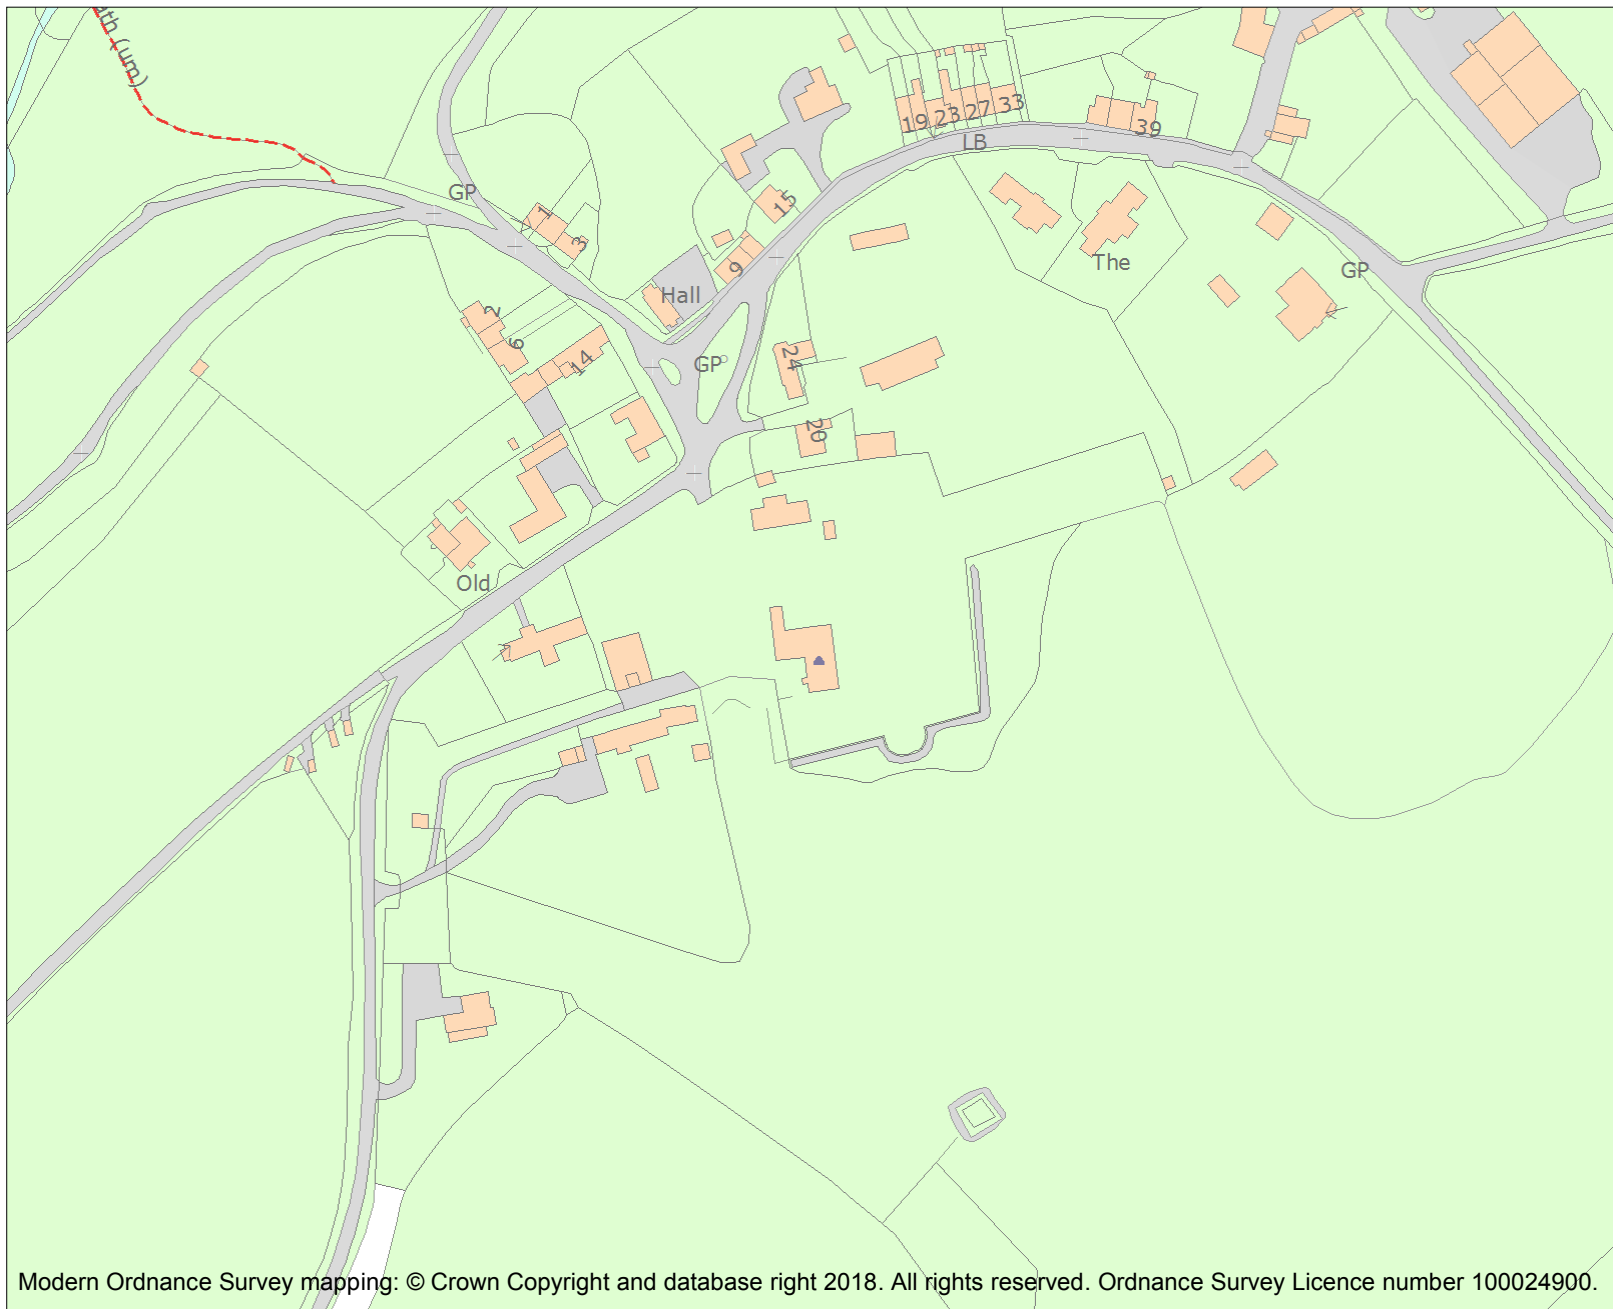 ath (um)
19 23 27 33
39
LB
GP
1
3
15
9
The
GP
Hall
2
6
14
GP
24
20
Old
Modern Ordnance Survey mapping: © Crown Copyright and database right 2018. All rights reserved. Ordnance Survey Licence number 100024900.